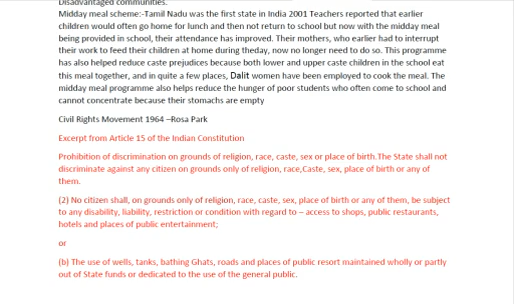 Disadvantaged communities.
Midday meal scheme:-Tamil Nadu was the first state in India 2001 Teachers reported that earlier
children would often go home for lunch and then not return to school but now with the midday meal
being provided in school, their attendance has improved. Their mothers, who earlier had to interrupt
their work to feed their children at home during theday, now no longer need to do so. This programme
has also helped reduce caste prejudices because both lower and upper caste children in the school eat
this meal together, and in quite a few places, Dalit women have been employed to cook the meal. The
midday meal programme also helps reduce the hunger of poor students who often come to school and
cannot concentrate because their stomachs are empty
Civil Rights Movement 1964 –Rosa Park
Excerpt from Article 15 of the Indian Constitution
Prohibition of discrimination on grounds of religion, race, caste, sex or place of birth.The State shall not
discriminate against any citizen on grounds only of religion, race,Caste, sex, place of birth or any of
them.
(2) No citizen shall, on grounds only of religion, race, caste, sex, place of birth or any of them, be subject
to any disability, liability, restriction or condition with regard to – access to shops, public restaurants,
hotels and places of public entertainment;
or
(b) The use of wells, tanks, bathing Ghats, roads and places of public resort maintained wholly or partly
out of State funds or dedicated to the use of the general public.